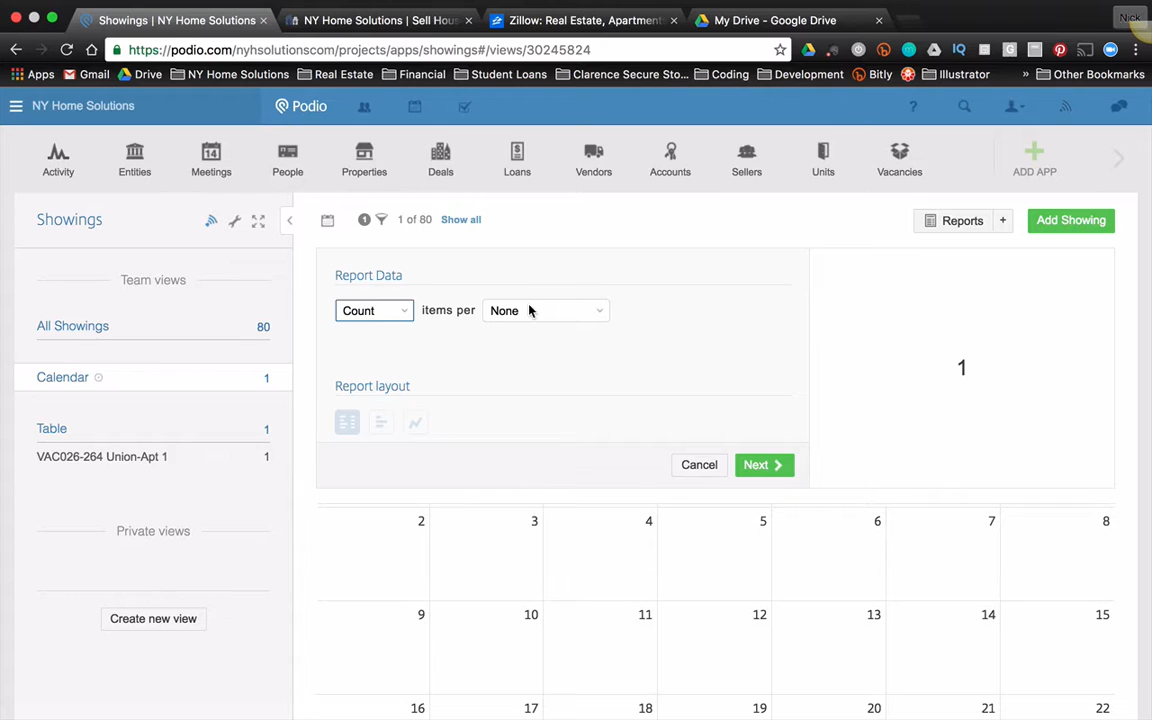 Showings | NY Home Solutions
NY Home Solutions | Sell Hous
Zillow: Real Estate, Apartment
My Drive - Google Drive
Nick
https://podio.com/nyhsolutionscom/projects/apps/showings#/views/30245824
Apps
Gmail
Drive
NY Home Solutions
Real Estate
Financial
Student Loans
Clarence Secure Sto...
Coding
Development
Bitly
Illustrator
»
Other Bookmarks
NY Home Solutions
Podio
?
Activity
Entities
14
Meetings
People
Properties
Deals
$
Loans
Vendors
Accounts
Sellers
Units
Vacancies
ADD APP
Showings
1
1 of 80
Show all
Reports
+
Add Showing
Team views
All Showings
80
Calendar
1
Table
1
VAC026-264 Union-Apt 1
1
Private views
Create new view
Report Data
Count
items per
None
Report layout
Cancel
Next
1
2
3
4
5
6
7
8
9
10
11
12
13
14
15
16
17
18
19
20
21
22